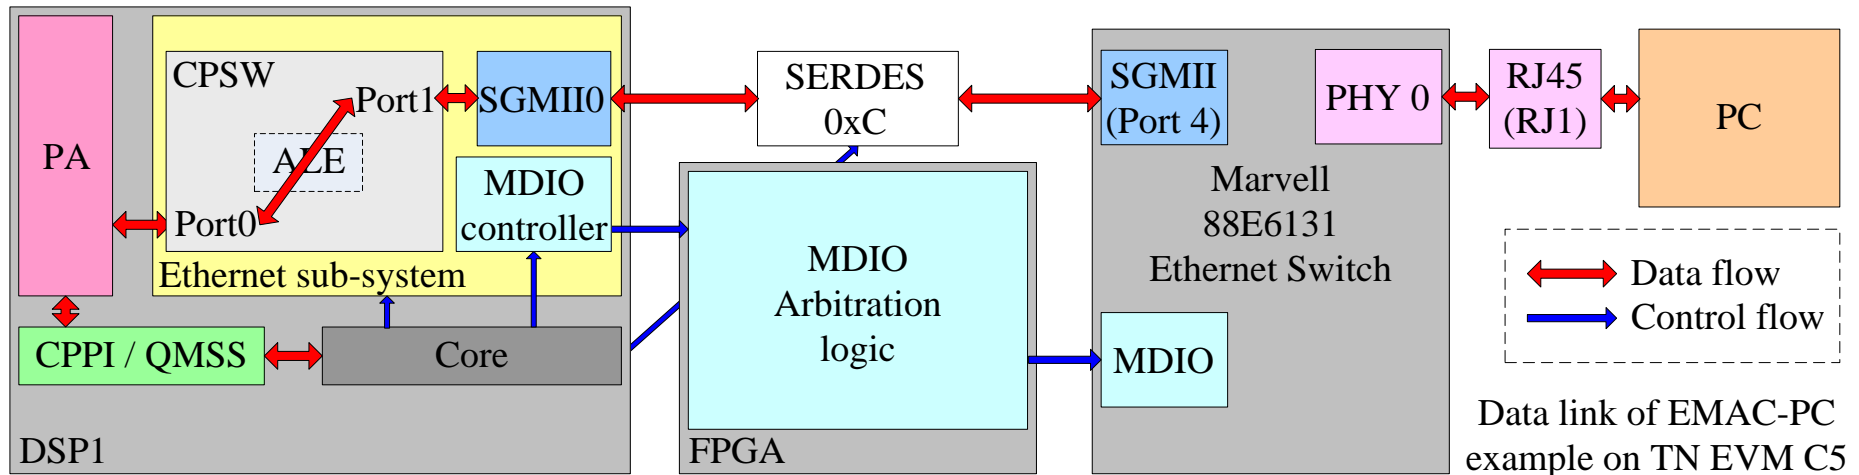 PA
CPSW
Port1
ALE
Port0
SGMII0
MDIO
controller
Ethernet sub-system
CPPI / QMSS
Core
DSP1
SERDES
0xC
MDIO
Arbitration
logic
FPGA
SGMII
(Port 4)
PHY 0
Marvell
88E6131
Ethernet Switch
MDIO
RJ45
(RJ1)
PC
Data flow
Control flow
Data link of EMAC-PC
example on TN EVM C5